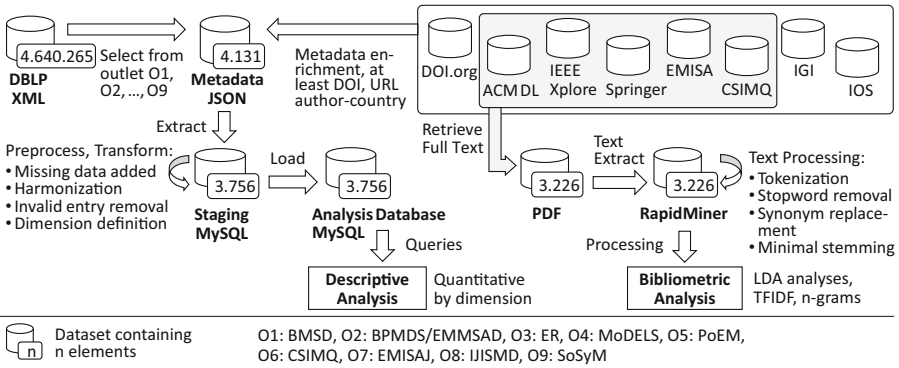 4.640.265
DBLP
XML
Select from
outlet O1,
O2, ..., O9
4.131
Metadata
JSON
Metadata en-
richment, at
least DOI, URL
author-country
DOI.org
ACM DL
IEEE
Xplore
Springer
EMISA
CSIMQ
IGI
IOS
Extract
Retrieve
Full Text
Preprocess, Transform:
• Missing data added
• Harmonization
• Invalid entry removal
• Dimension definition
3.756
Staging
MySQL
Load
3.756
Analysis Database
MySQL
3.226
PDF
Text
Extract
3.226
RapidMiner
Text Processing:
• Tokenization
• Stopword removal
• Synonym replace-
ment
• Minimal stemming
Queries
Processing
Descriptive
Analysis
Quantitative
by dimension
Bibliometric
Analysis
LDA analyses,
TFIDF, n-grams
n
Dataset containing
n elements
O1: BMSD, O2: BPMDS/EMMSAD, O3: ER, O4: MoDELS, O5: PoEM,
O6: CSIMQ, O7: EMISAJ, O8: IJISMD, O9: SoSyM